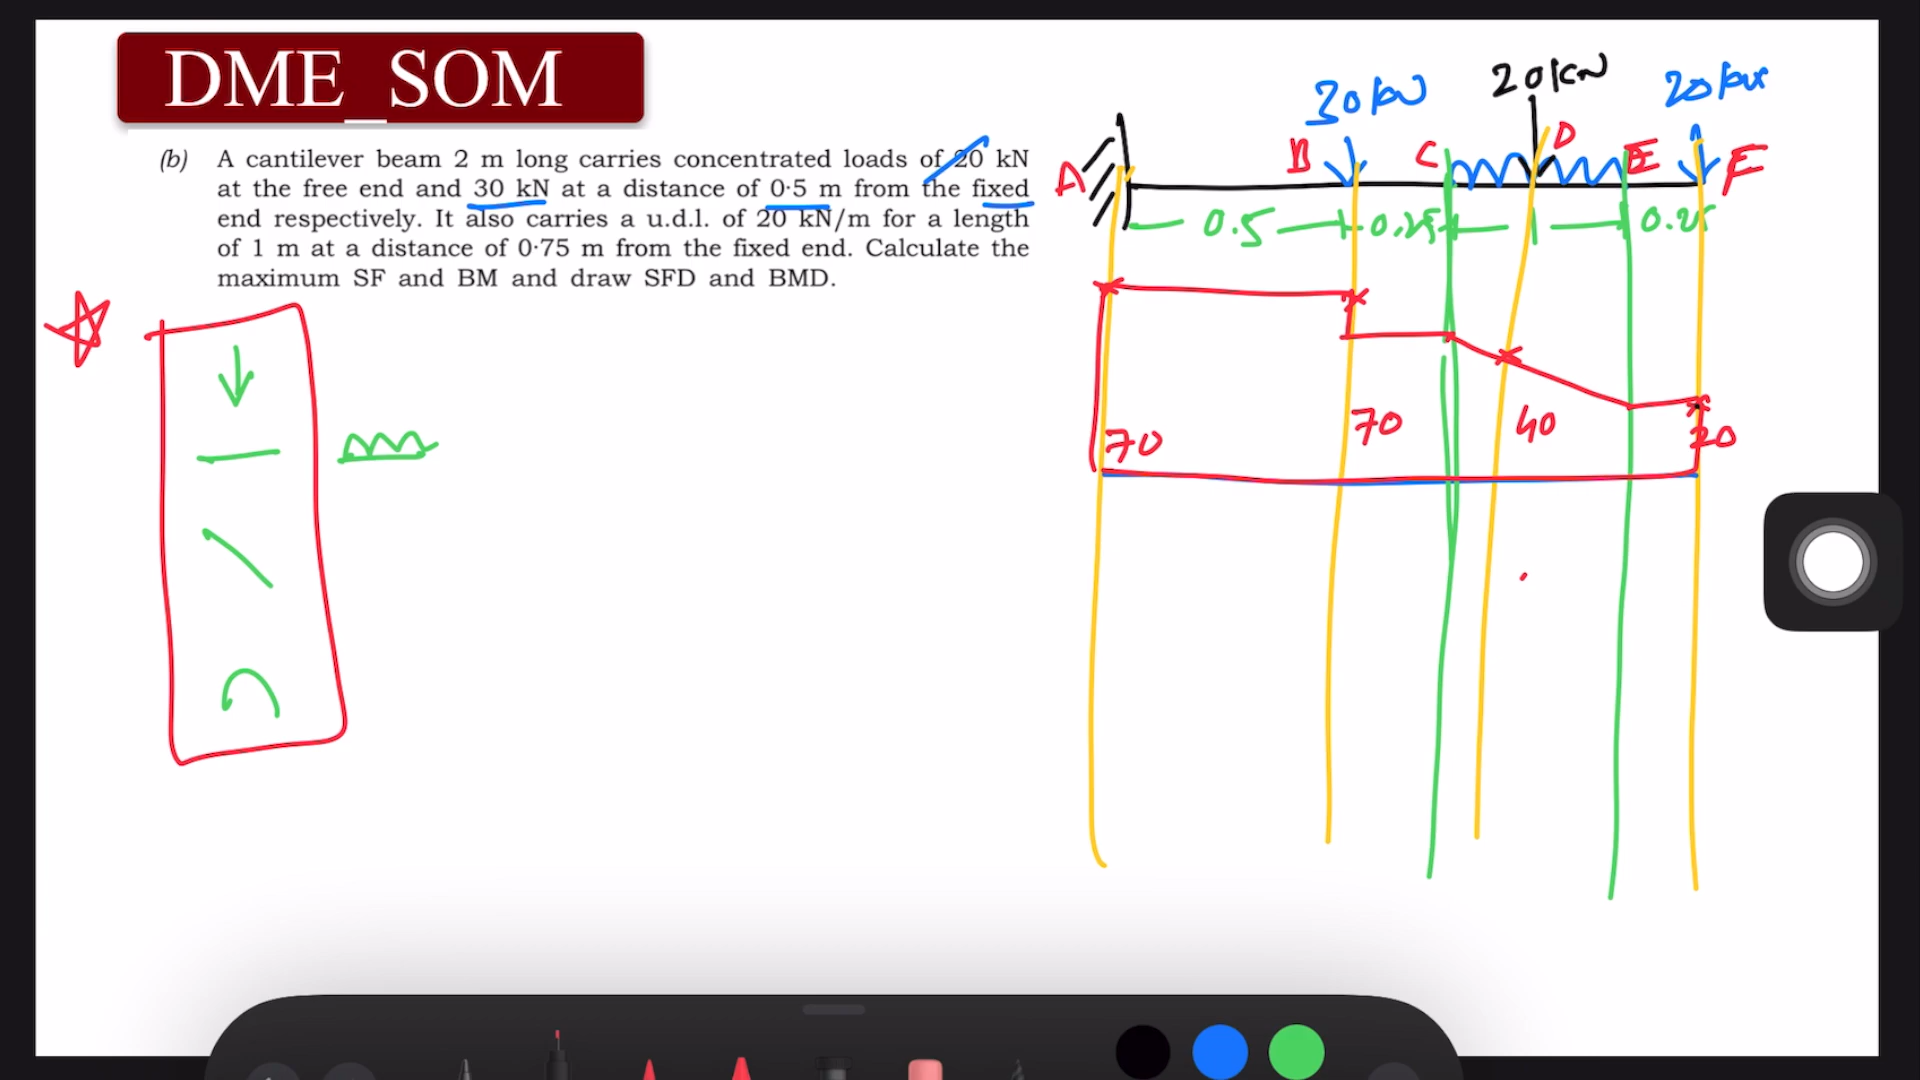 DME_SOM
(b) A cantilever beam 2 m long carries concentrated loads of 20 kN
at the free end and 30 kN at a distance of 0·5 m from the fixed
end respectively. It also carries a u.d.l. of 20 kN/m for a length
of 1 m at a distance of 0·75 m from the fixed end. Calculate the
maximum SF and BM and draw SFD and BMD.
30 kN 20 kN 20 kN
A B C D E F
0.5 0.25 0.25
70 70 40 20